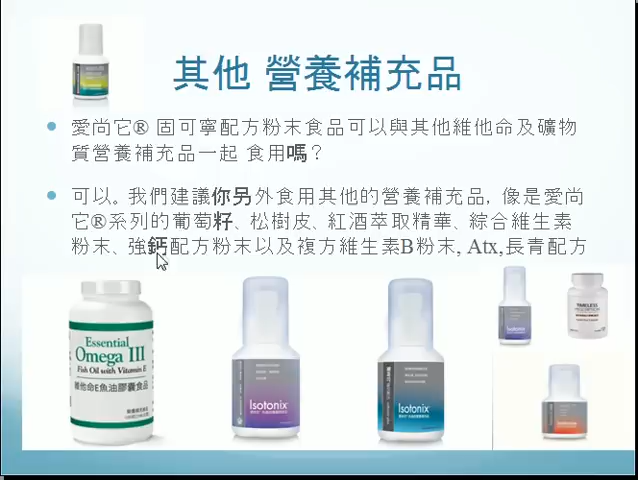 其他 營養補充品
愛尚它® 固可寧配方粉末食品可以與其他維他命及礦物
質營養補充品一起 食用嗎？
可以。我們建議你另外食用其他的營養補充品, 像是愛尚
它®系列的葡萄籽、松樹皮、紅酒萃取精華、綜合維生素
粉末、強鈣配方粉末以及複方維生素B粉末, Atx,長青配方
Essential
Omega III
Fish Oil with Vitamin E
維他命E魚油膠囊食品
Isotonix
Isotonix
Isotonix
TIMELESS
Isotonix